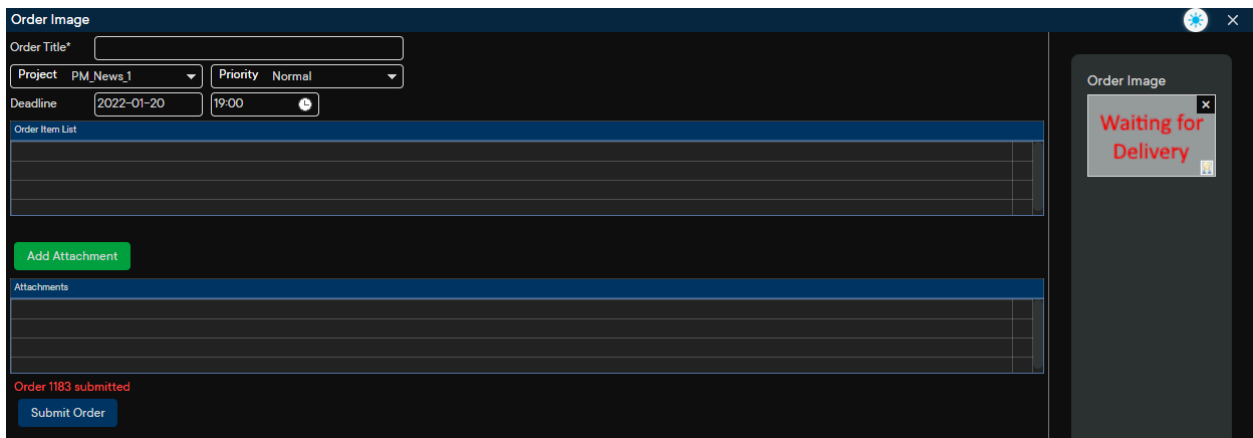 Order Image
Order Title*
Project PM_News_1 Priority Normal
Deadline 2022-01-20 19:00
Order Item List
Add Attachment
Attachments
Order 1183 submitted
Submit Order
Order Image
Waiting for
Delivery